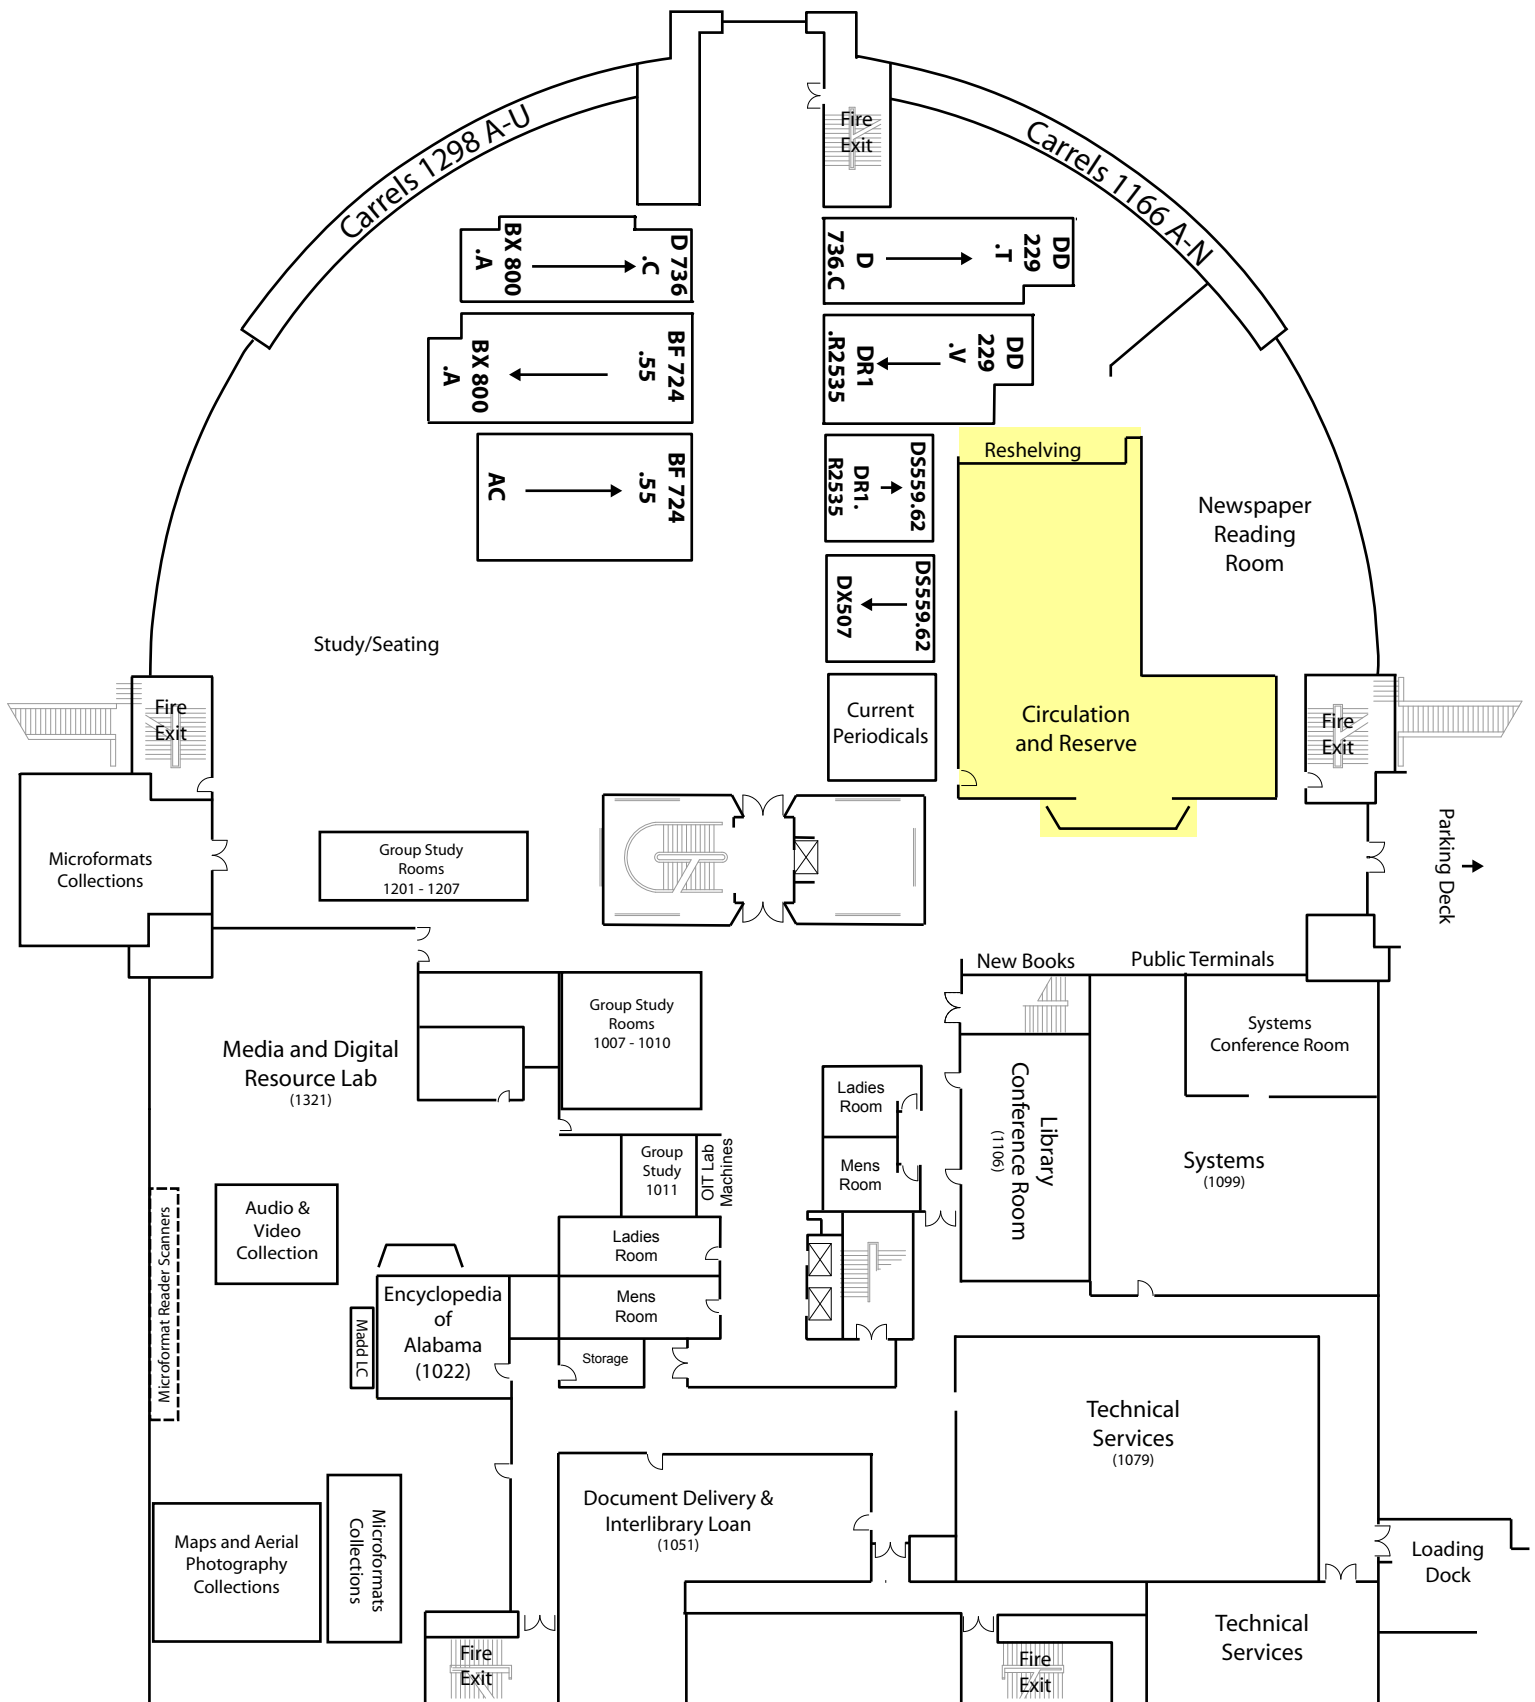 Carrels 1298 A-U
Fire
Exit
Carrels 1166 A-N
BX 800
.A
D 736
.C
D
736.C
DD
229
.T
BX 800
.A
BF 724
.55
DR1
.R2535
DD
229
.V
AC
BF 724
.55
DR1.
R2535
DS559.62
Reshelving
Newspaper
Reading
Room
DX507
DS559.62
Study/Seating
Fire
Exit
Current
Periodicals
Circulation
and Reserve
Fire
Exit
Microformats
Collections
Group Study
Rooms
1201 - 1207
Parking Deck
New Books
Public Terminals
Group Study
Rooms
1007 - 1010
Systems
Conference Room
Media and Digital
Resource Lab
(1321)
Ladies
Room
Library
Conference Room
(1106)
Group
Study
1011
OIT Lab
Machines
Mens
Room
Systems
(1099)
Microformat Reader Scanners
Audio &
Video
Collection
Ladies
Room
Encyclopedia
of
Alabama
(1022)
Mens
Room
Madd LC
Storage
Technical
Services
(1079)
Document Delivery &
Interlibrary Loan
(1051)
Maps and Aerial
Photography
Collections
Microformats
Collections
Loading
Dock
Technical
Services
Fire
Exit
Fire
Exit